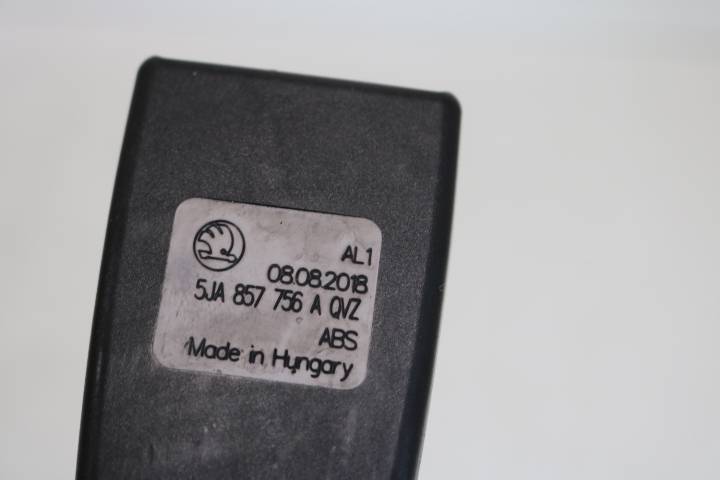 AL1
08.08.2018
5JA 857 756 A QVZ
ABS
Made in Hungary